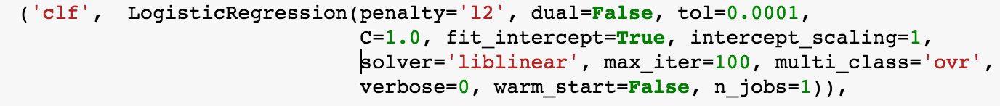 ('clf', LogisticRegression(penalty='l2', dual=False, tol=0.0001,
C=1.0, fit_intercept=True, intercept_scaling=1,
solver='liblinear', max_iter=100, multi_class='ovr',
verbose=0, warm_start=False, n_jobs=1)),